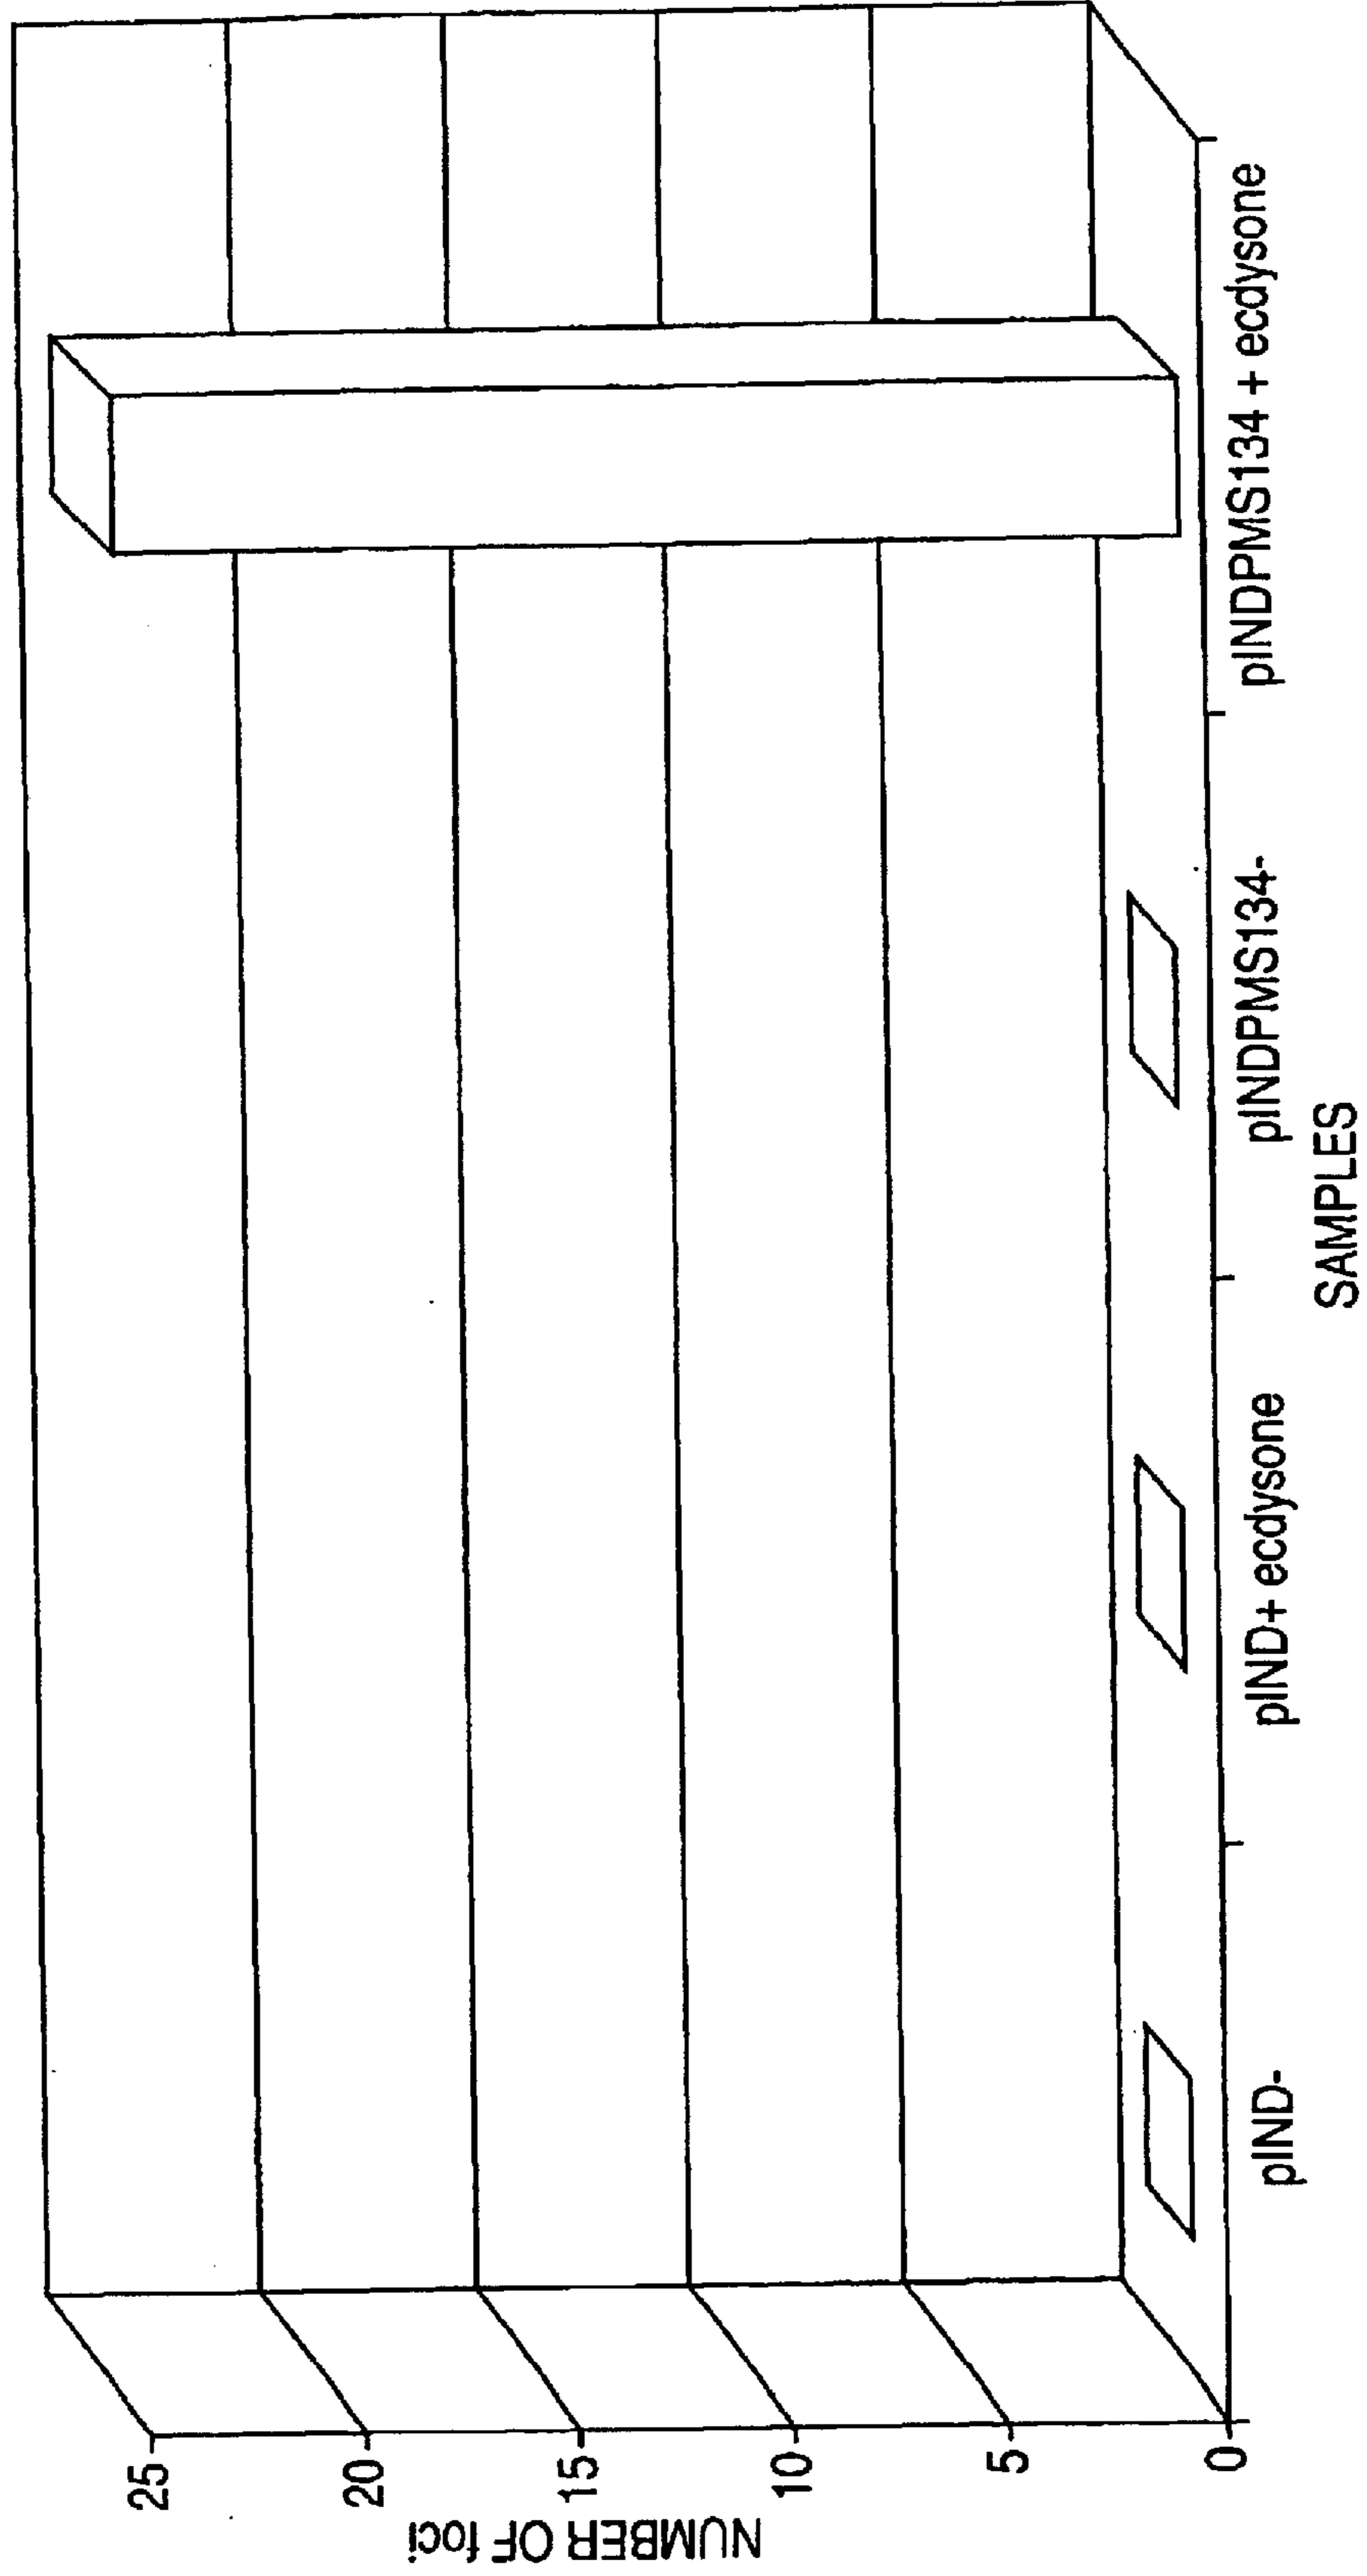 NUMBER OF foci
25
20
15
10
5
0
pIND-
pIND+ ecdysone
pINDPMS134-
pINDPMS134 + ecdysone
SAMPLES